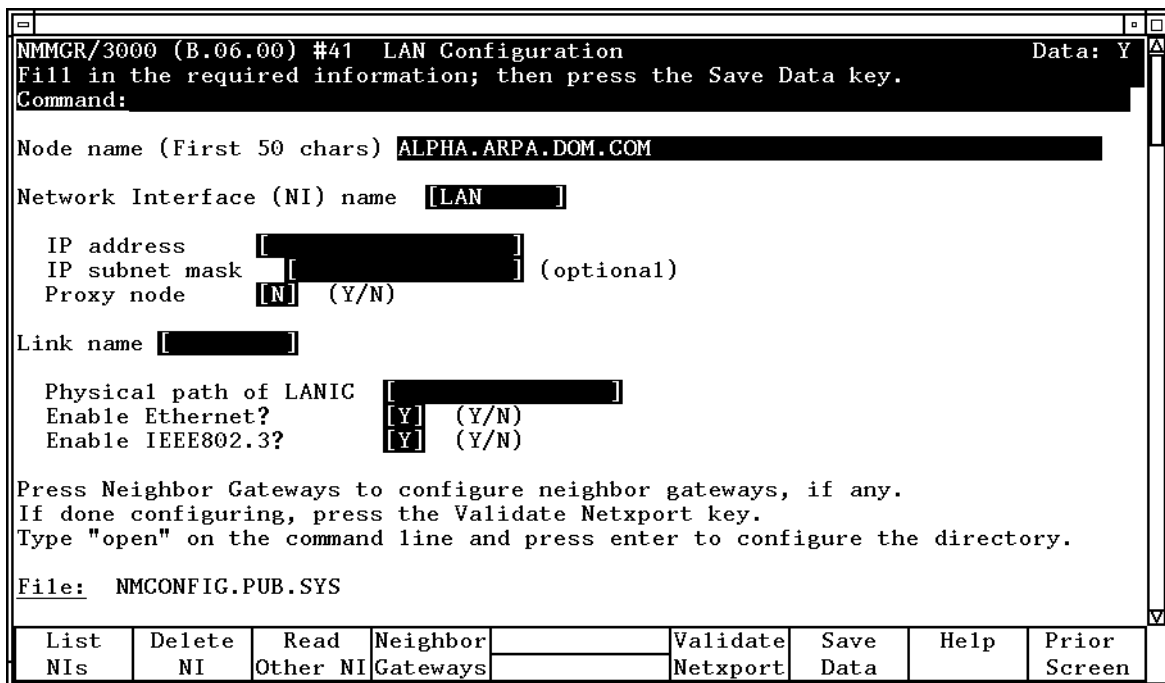 NMMGR/3000 (B.06.00) #41 LAN Configuration Data: Y
Fill in the required information; then press the Save Data key.
Command:
Node name (First 50 chars) ALPHA.ARPA.DOM.COM
Network Interface (NI) name [LAN ]
IP address [ ]
IP subnet mask [ ] (optional)
Proxy node [N] (Y/N)
Link name [ ]
Physical path of LANIC [ ]
Enable Ethernet? [Y] (Y/N)
Enable IEEE802.3? [Y] (Y/N)
Press Neighbor Gateways to configure neighbor gateways, if any.
If done configuring, press the Validate Netxport key.
Type "open" on the command line and press enter to configure the directory.
File: NMCONFIG.PUB.SYS
List Delete Read Neighbor Validate Save Help Prior
NIs NI Other NI Gateways Netxport Data Screen